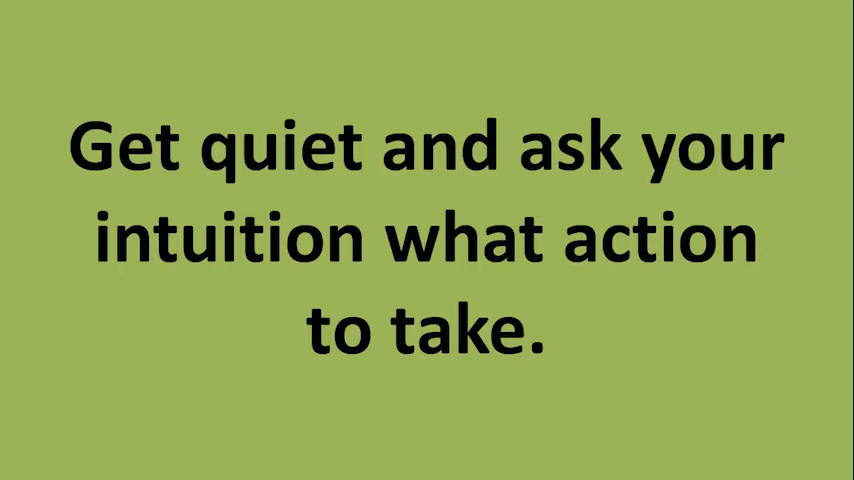 Get quiet and ask your
intuition what action
to take.